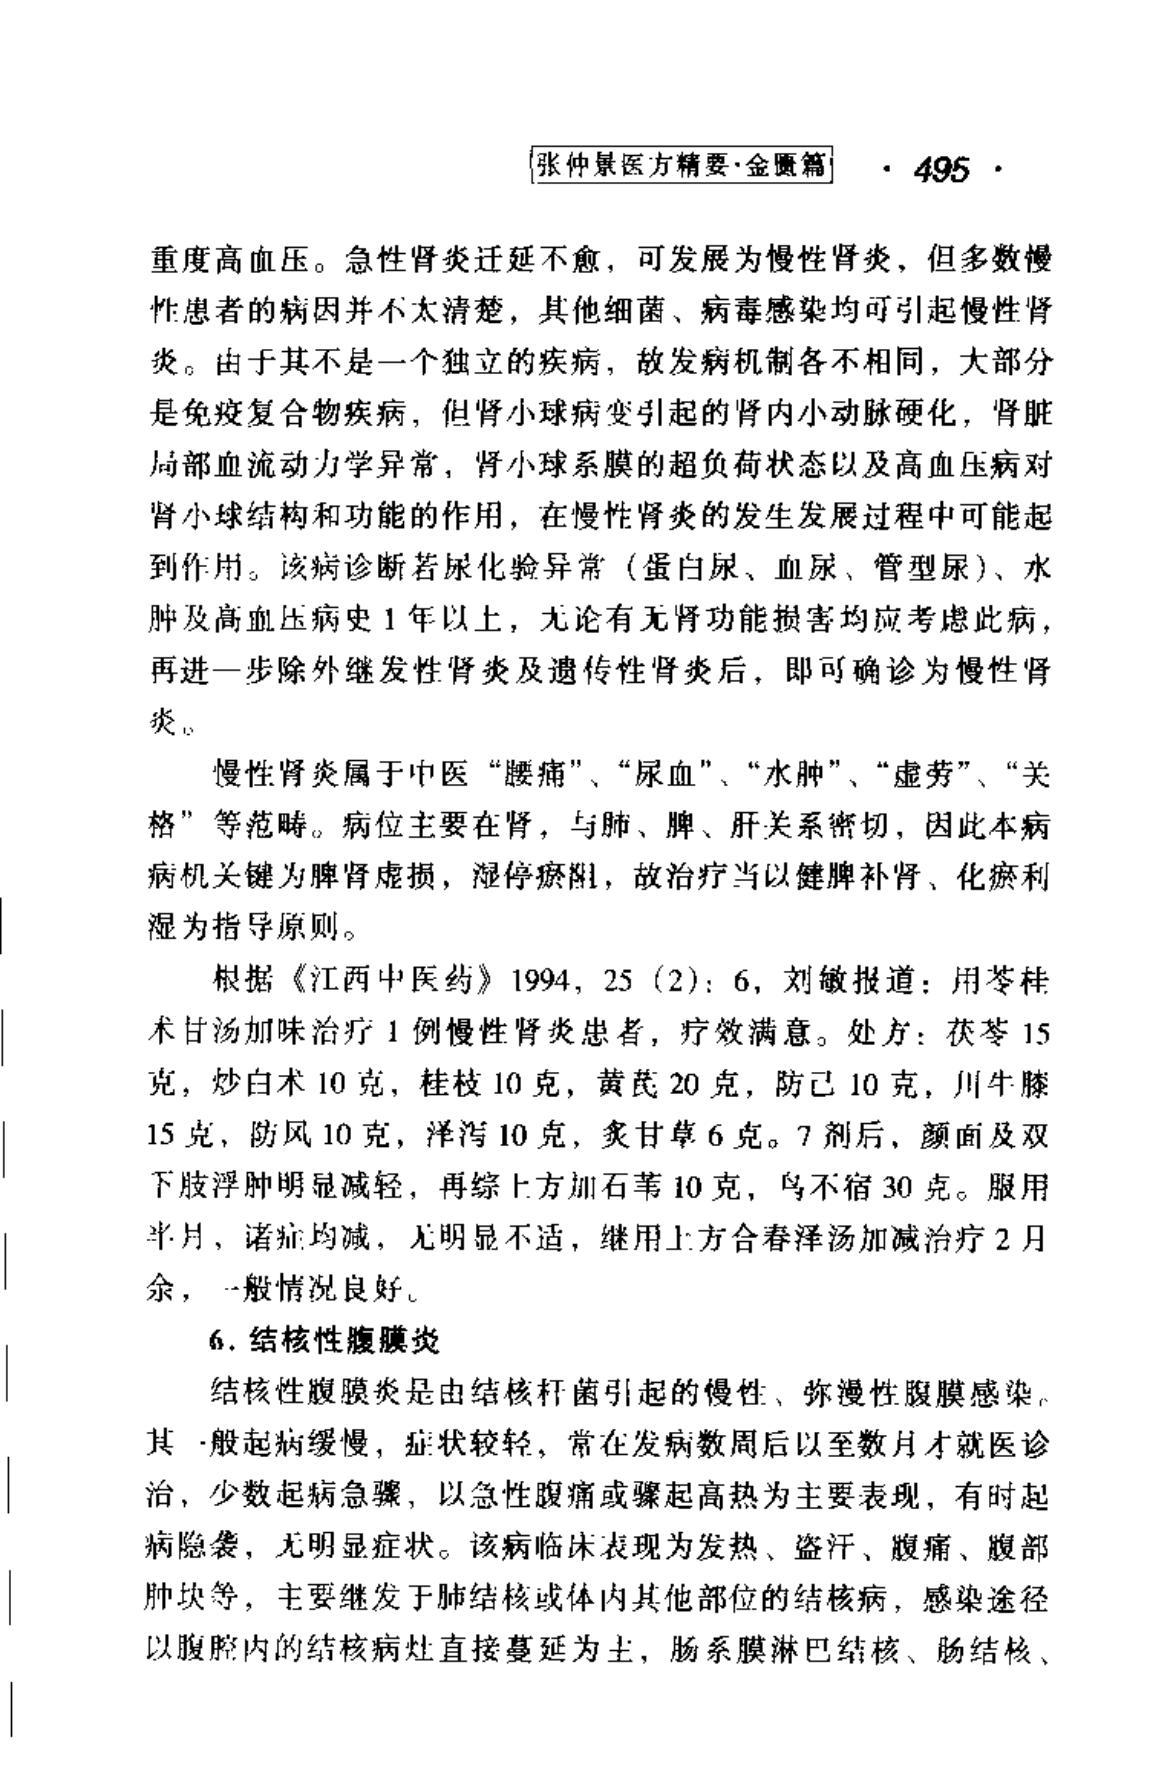 张仲景医方精要·金匮篇 · 495 ·
重度高血压。急性肾炎迁延不愈，可发展为慢性肾炎，但多数慢
性患者的病因并不太清楚，其他细菌、病毒感染均可引起慢性肾
炎。由于其不是一个独立的疾病，故发病机制各不相同，大部分
是免疫复合物疾病，但肾小球病变引起的肾内小动脉硬化，肾脏
局部血流动力学异常，肾小球系膜的超负荷状态以及高血压病对
肾小球结构和功能的作用，在慢性肾炎的发生发展过程中可能起
到作用。该病诊断若尿化验异常（蛋白尿、血尿、管型尿）、水
肿及高血压病史 1 年以上，无论有无肾功能损害均应考虑此病，
再进一步除外继发性肾炎及遗传性肾炎后，即可确诊为慢性肾
炎。
慢性肾炎属于中医“腰痛”、“尿血”、“水肿”、“虚劳”、“关
格”等范畴。病位主要在肾，与肺、脾、肝关系密切，因此本病
病机关键为脾肾虚损，湿停瘀阻，故治疗当以健脾补肾、化瘀利
湿为指导原则。
根据《江西中医药》1994，25（2）：6，刘敏报道：用苓桂
术甘汤加味治疗 1 例慢性肾炎患者，疗效满意。处方：茯苓 15
克，炒白术 10 克，桂枝 10 克，黄芪 20 克，防己 10 克，川牛膝
15 克，防风 10 克，泽泻 10 克，炙甘草 6 克。7 剂后，颜面及双
下肢浮肿明显减轻，再综上方加石苇 10 克，鸟不宿 30 克。服用
半月，诸症均减，无明显不适，继用上方合春泽汤加减治疗 2 月
余，一般情况良好。
6. 结核性腹膜炎
结核性腹膜炎是由结核杆菌引起的慢性、弥漫性腹膜感染。
其一般起病缓慢，症状较轻，常在发病数周后以至数月才就医诊
治，少数起病急骤，以急性腹痛或骤起高热为主要表现，有时起
病隐袭，无明显症状。该病临床表现为发热、盗汗、腹痛、腹部
肿块等，主要继发于肺结核或体内其他部位的结核病，感染途径
以腹腔内的结核病灶直接蔓延为主，肠系膜淋巴结核、肠结核、